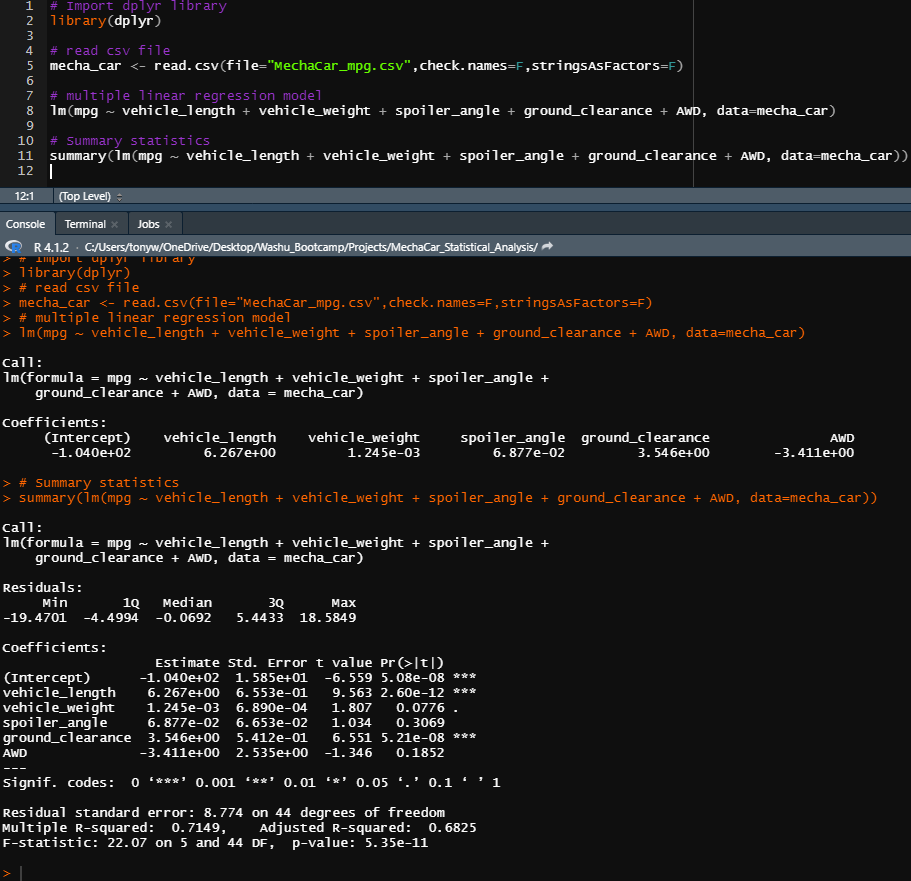 1 # Import dplyr library
2 library(dplyr)
3
4 # read csv file
5 mecha_car <- read.csv(file="MechaCar_mpg.csv",check.names=F,stringsAsFactors=F)
6
7 # multiple linear regression model
8 lm(mpg ~ vehicle_length + vehicle_weight + spoiler_angle + ground_clearance + AWD, data=mecha_car)
9
10 # Summary statistics
11 summary(lm(mpg ~ vehicle_length + vehicle_weight + spoiler_angle + ground_clearance + AWD, data=mecha_car))
12
12:1 (Top Level)
Console Terminal × Jobs ×
R 4.1.2 · C:/Users/tonyw/OneDrive/Desktop/Washu_Bootcamp/Projects/MechaCar_Statistical_Analysis/
> # Import dplyr library
> library(dplyr)
> # read csv file
> mecha_car <- read.csv(file="MechaCar_mpg.csv",check.names=F,stringsAsFactors=F)
> # multiple linear regression model
> lm(mpg ~ vehicle_length + vehicle_weight + spoiler_angle + ground_clearance + AWD, data=mecha_car)
Call:
lm(formula = mpg ~ vehicle_length + vehicle_weight + spoiler_angle +
    ground_clearance + AWD, data = mecha_car)
Coefficients:
     (Intercept)    vehicle_length    vehicle_weight     spoiler_angle  ground_clearance               AWD
      -1.040e+02         6.267e+00         1.245e-03         6.877e-02         3.546e+00        -3.411e+00
> # Summary statistics
> summary(lm(mpg ~ vehicle_length + vehicle_weight + spoiler_angle + ground_clearance + AWD, data=mecha_car))
Call:
lm(formula = mpg ~ vehicle_length + vehicle_weight + spoiler_angle +
    ground_clearance + AWD, data = mecha_car)
Residuals:
     Min       1Q   Median       3Q      Max
-19.4701  -4.4994  -0.0692   5.4433  18.5849
Coefficients:
                   Estimate Std. Error t value Pr(>|t|)
(Intercept)      -1.040e+02  1.585e+01  -6.559 5.08e-08 ***
vehicle_length    6.267e+00  6.553e-01   9.563 2.60e-12 ***
vehicle_weight    1.245e-03  6.890e-04   1.807   0.0776 .
spoiler_angle     6.877e-02  6.653e-02   1.034   0.3069
ground_clearance  3.546e+00  5.412e-01   6.551 5.21e-08 ***
AWD              -3.411e+00  2.535e+00  -1.346   0.1852
---
Signif. codes:  0 ‘***’ 0.001 ‘**’ 0.01 ‘*’ 0.05 ‘.’ 0.1 ‘ ’ 1
Residual standard error: 8.774 on 44 degrees of freedom
Multiple R-squared:  0.7149,    Adjusted R-squared:  0.6825
F-statistic: 22.07 on 5 and 44 DF,  p-value: 5.35e-11
>